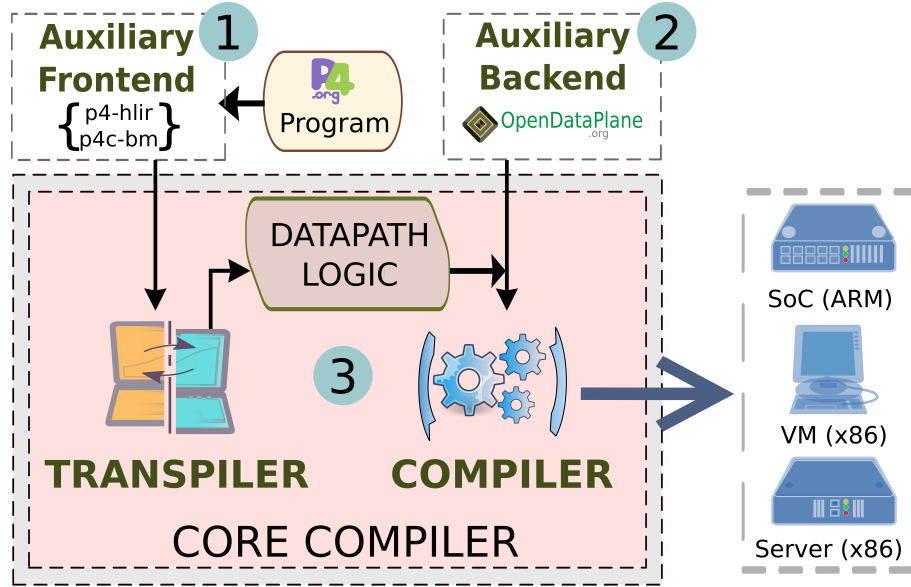 Auxiliary
Frontend
1
{p4-hlir
p4c-bm}
P4
.org
Program
Auxiliary
Backend
2
OpenDataPlane
.org
DATAPATH
LOGIC
3
TRANSPILER
COMPILER
CORE COMPILER
SoC (ARM)
VM (x86)
Server (x86)